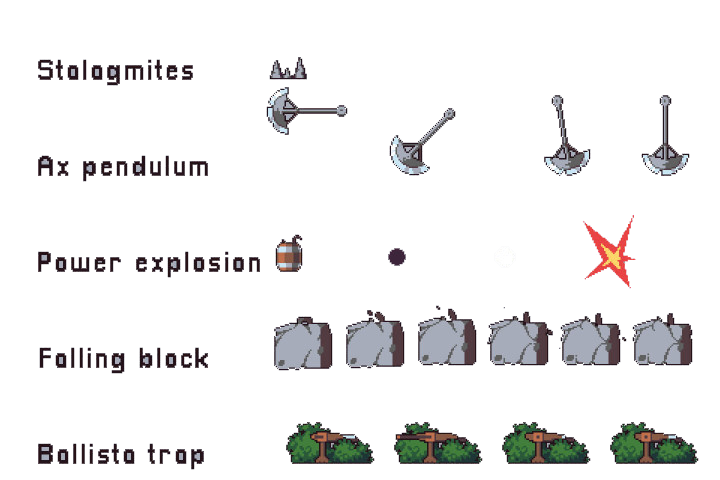 Stalagmites
Ax pendulum
Power explosion
Falling block
Ballista trap